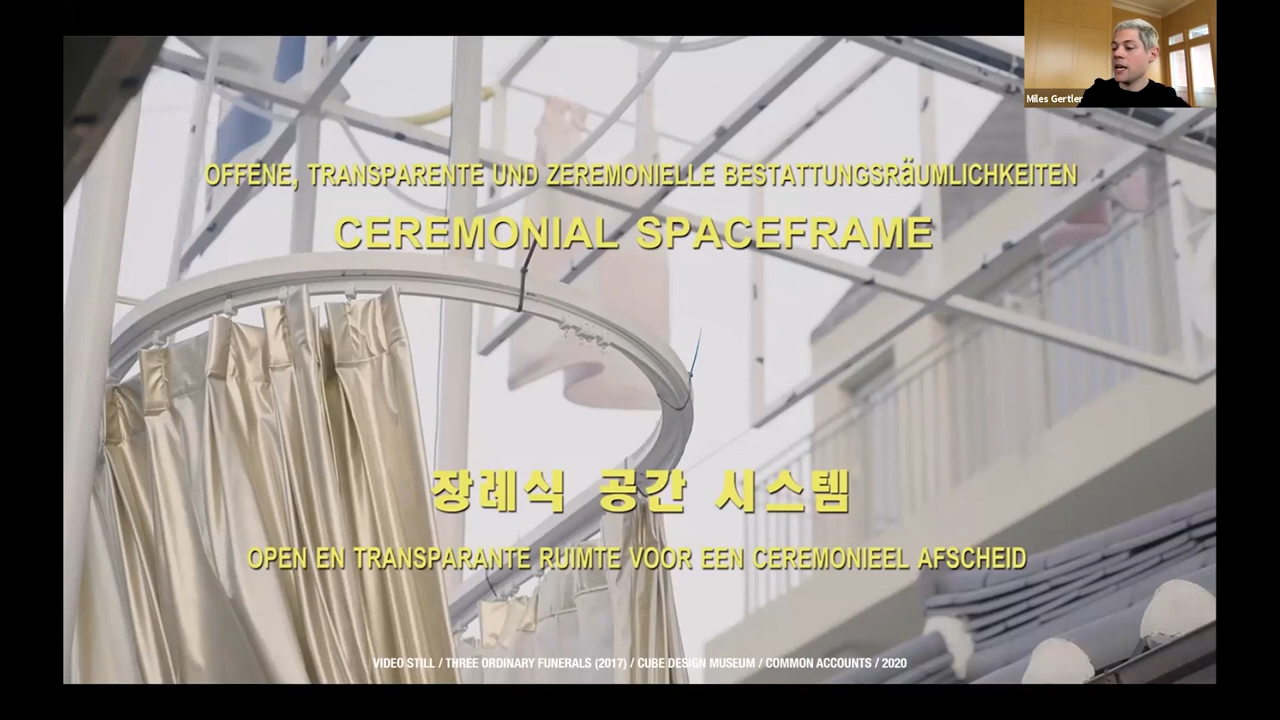 Miles Gertler
OFFENE, TRANSPARENTE UND ZEREMONIELLE BESTATTUNGSRäUMLICHKEITEN
CEREMONIAL SPACEFRAME
장례식 공간 시스템
OPEN EN TRANSPARANTE RUIMTE VOOR EEN CEREMONIEEL AFSCHEID
VIDEO STILL / THREE ORDINARY FUNERALS (2017) / CUBE DESIGN MUSEUM / COMMON ACCOUNTS / 2020